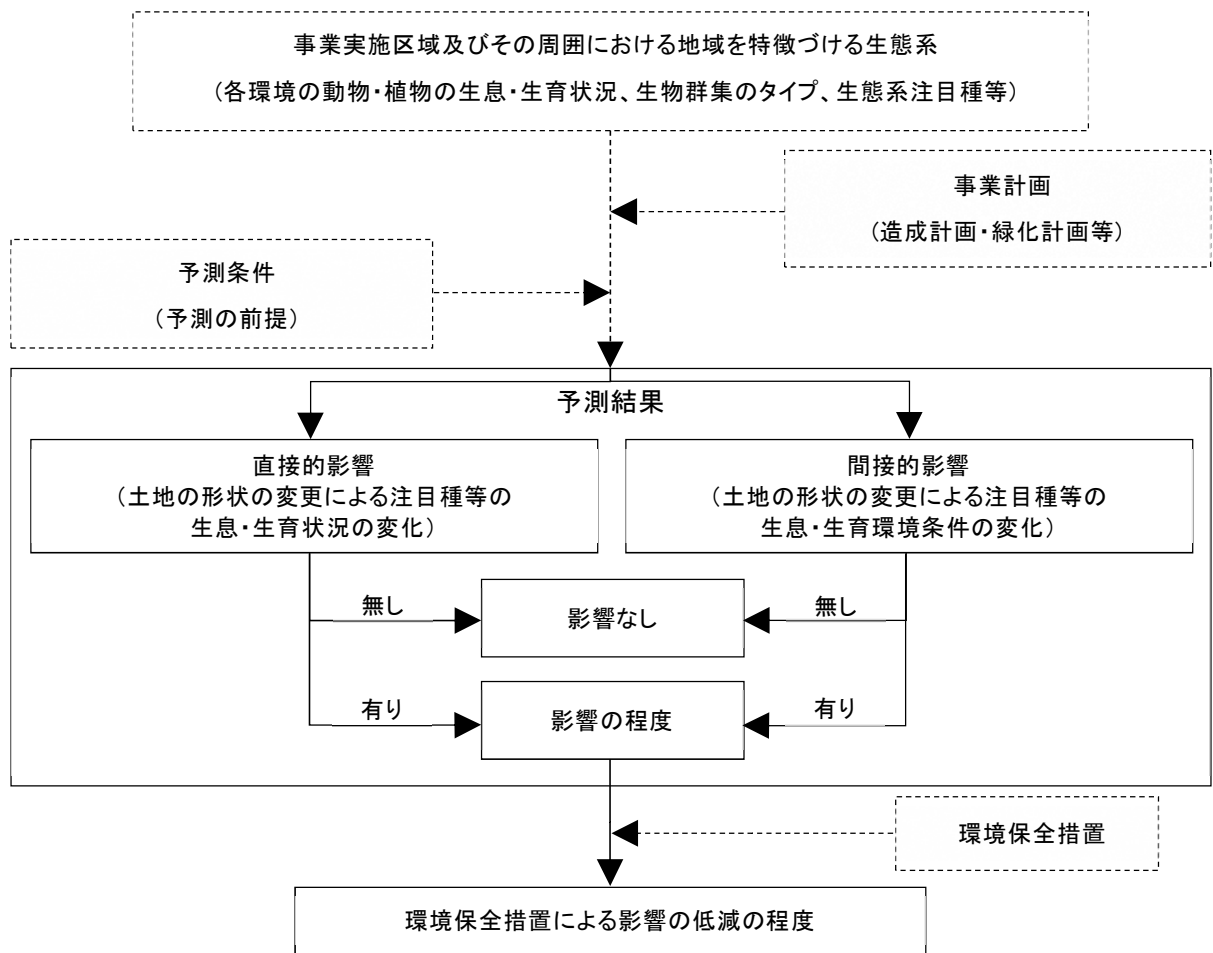 事業実施区域及びその周囲における地域を特徴づける生態系
（各環境の動物・植物の生息・生育状況、生物群集のタイプ、生態系注目種等）
事業計画
（造成計画・緑化計画等）
予測条件
（予測の前提）
予測結果
直接的影響
（土地の形状の変更による注目種等の
生息・生育状況の変化）
間接的影響
（土地の形状の変更による注目種等の
生息・生育環境条件の変化）
無し
影響なし
無し
有り
影響の程度
有り
環境保全措置
環境保全措置による影響の低減の程度